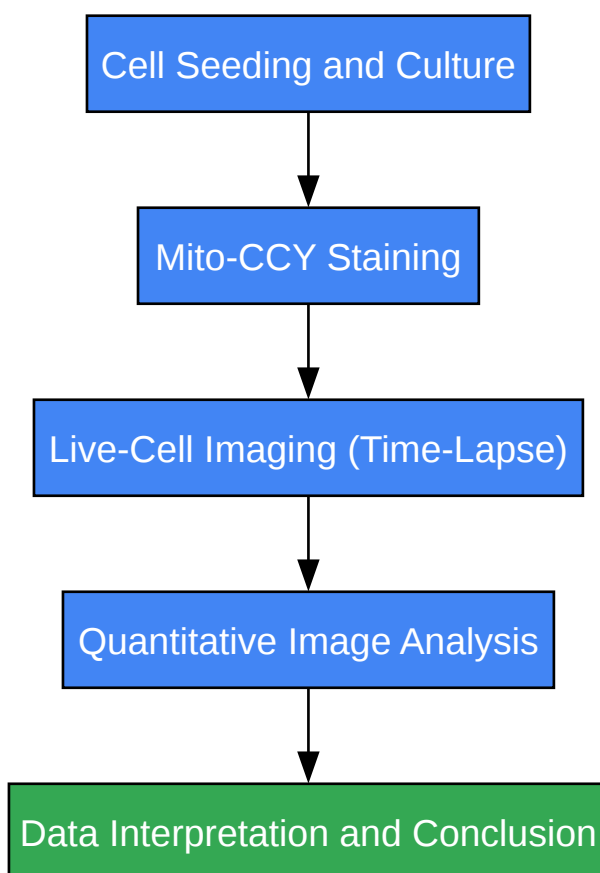 Cell Seeding and Culture
Mito-CCY Staining
Live-Cell Imaging (Time-Lapse)
Quantitative Image Analysis
Data Interpretation and Conclusion